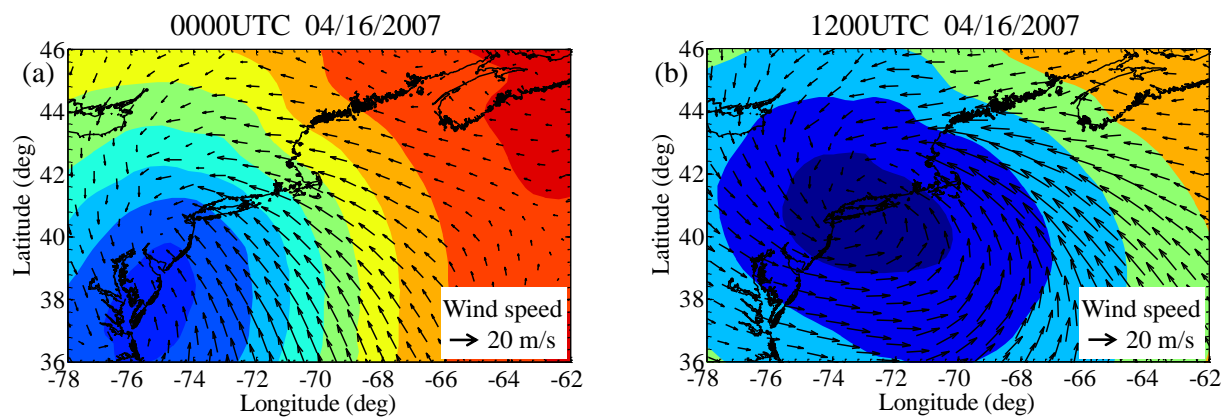 0000UTC 04/16/2007
(a)
46
44
42
40
38
36
Latitude (deg)
-78 -76 -74 -72 -70 -68 -66 -64 -62
Longitude (deg)
Wind speed
20 m/s
1200UTC 04/16/2007
(b)
46
44
42
40
38
36
Latitude (deg)
-78 -76 -74 -72 -70 -68 -66 -64 -62
Longitude (deg)
Wind speed
20 m/s